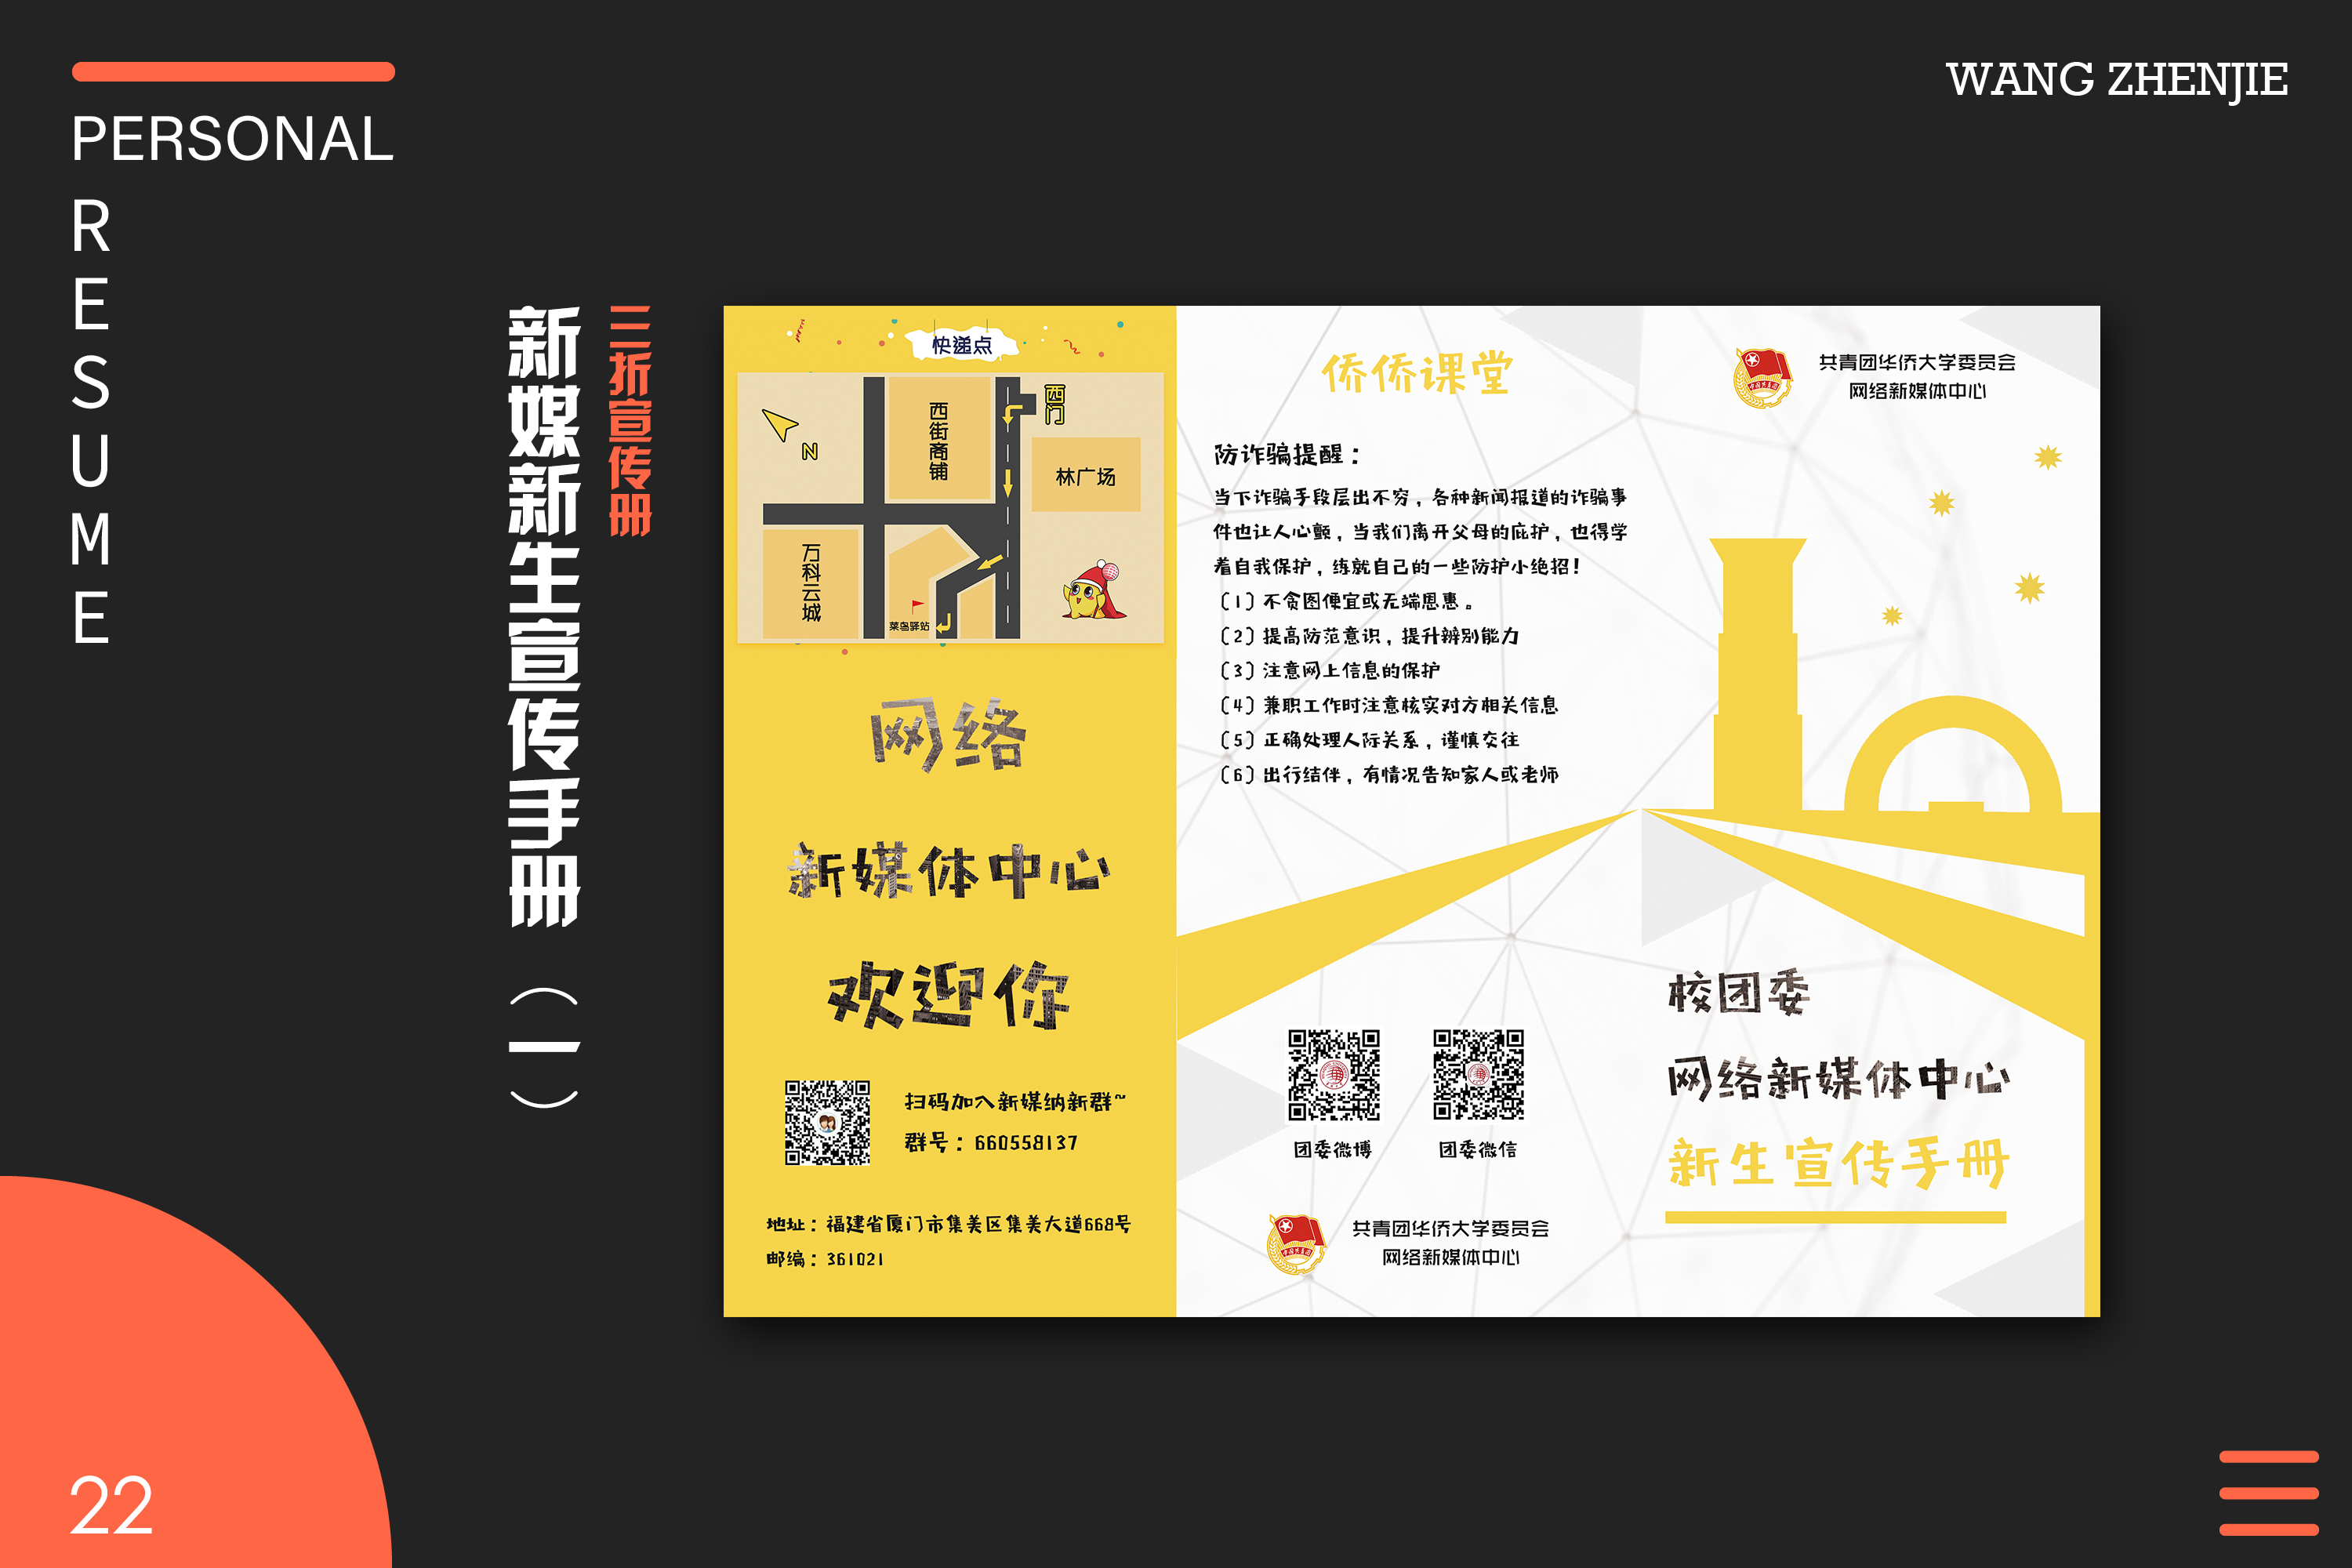 PERSONAL
RESUME
WANG ZHENJIE
新媒新生宣传手册（一）
三折宣传册
快递点
西门
西街商铺
N
林广场
万科云城
菜鸟驿站
网络
新媒体中心
欢迎你
扫码加入新媒纳新群~
群号：660558137
地址：福建省厦门市集美区集美大道668号
邮编：361021
侨侨课堂
防诈骗提醒：
当下诈骗手段层出不穷，各种新闻报道的诈骗事
件也让人心颤，当我们离开父母的庇护，也得学
着自我保护，练就自己的一些防护小绝招！
（1）不贪图便宜或无端恩惠。
（2）提高防范意识，提升辨别能力
（3）注意网上信息的保护
（4）兼职工作时注意核实对方相关信息
（5）正确处理人际关系，谨慎交往
（6）出行结伴，有情况告知家人或老师
团委微博
团委微信
共青团华侨大学委员会
网络新媒体中心
共青团华侨大学委员会
网络新媒体中心
校团委
网络新媒体中心
新生宣传手册
22